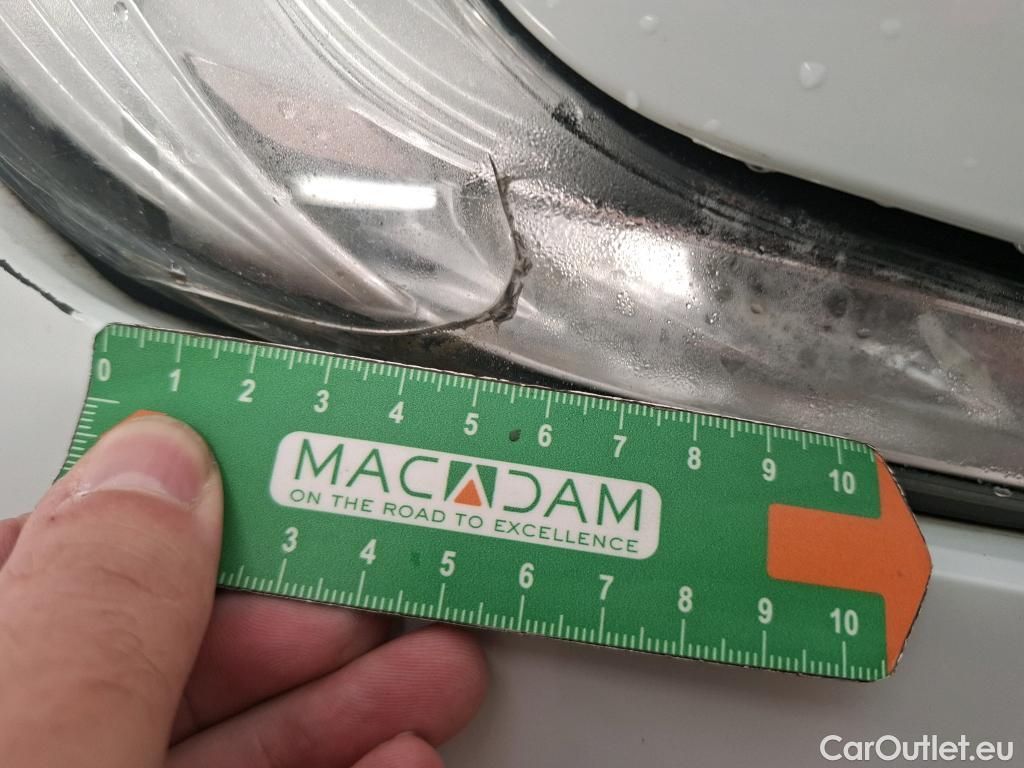 0 1 2 3 4 5 6 7 8 9 10
MACADAM
ON THE ROAD TO EXCELLENCE
3 4 5 6 7 8 9 10
CarOutlet.eu